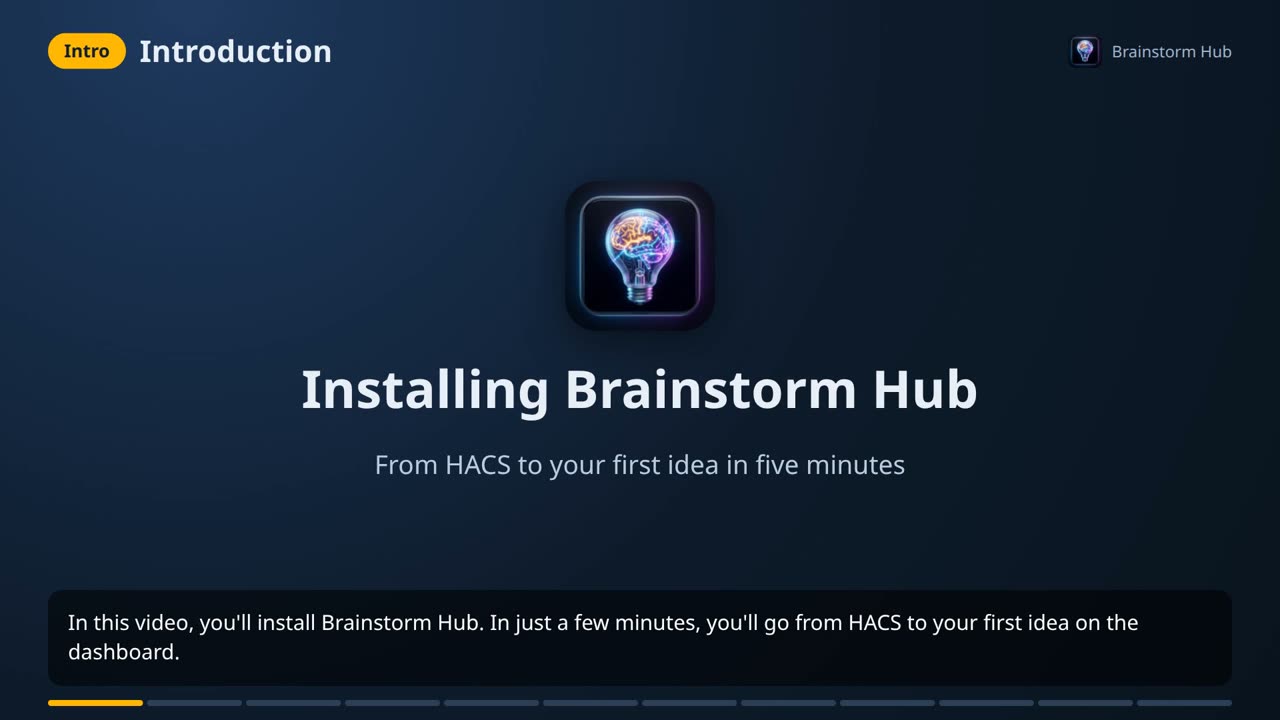 Intro
Introduction
Brainstorm Hub
Installing Brainstorm Hub
From HACS to your first idea in five minutes
In this video, you'll install Brainstorm Hub. In just a few minutes, you'll go from HACS to your first idea on the
dashboard.